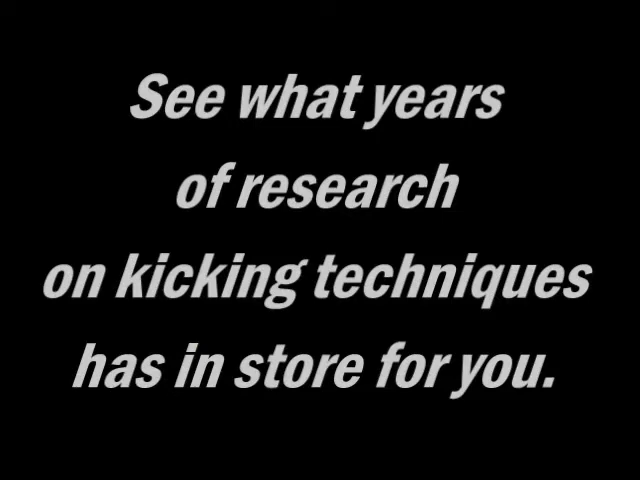 See what years
of research
on kicking techniques
has in store for you.